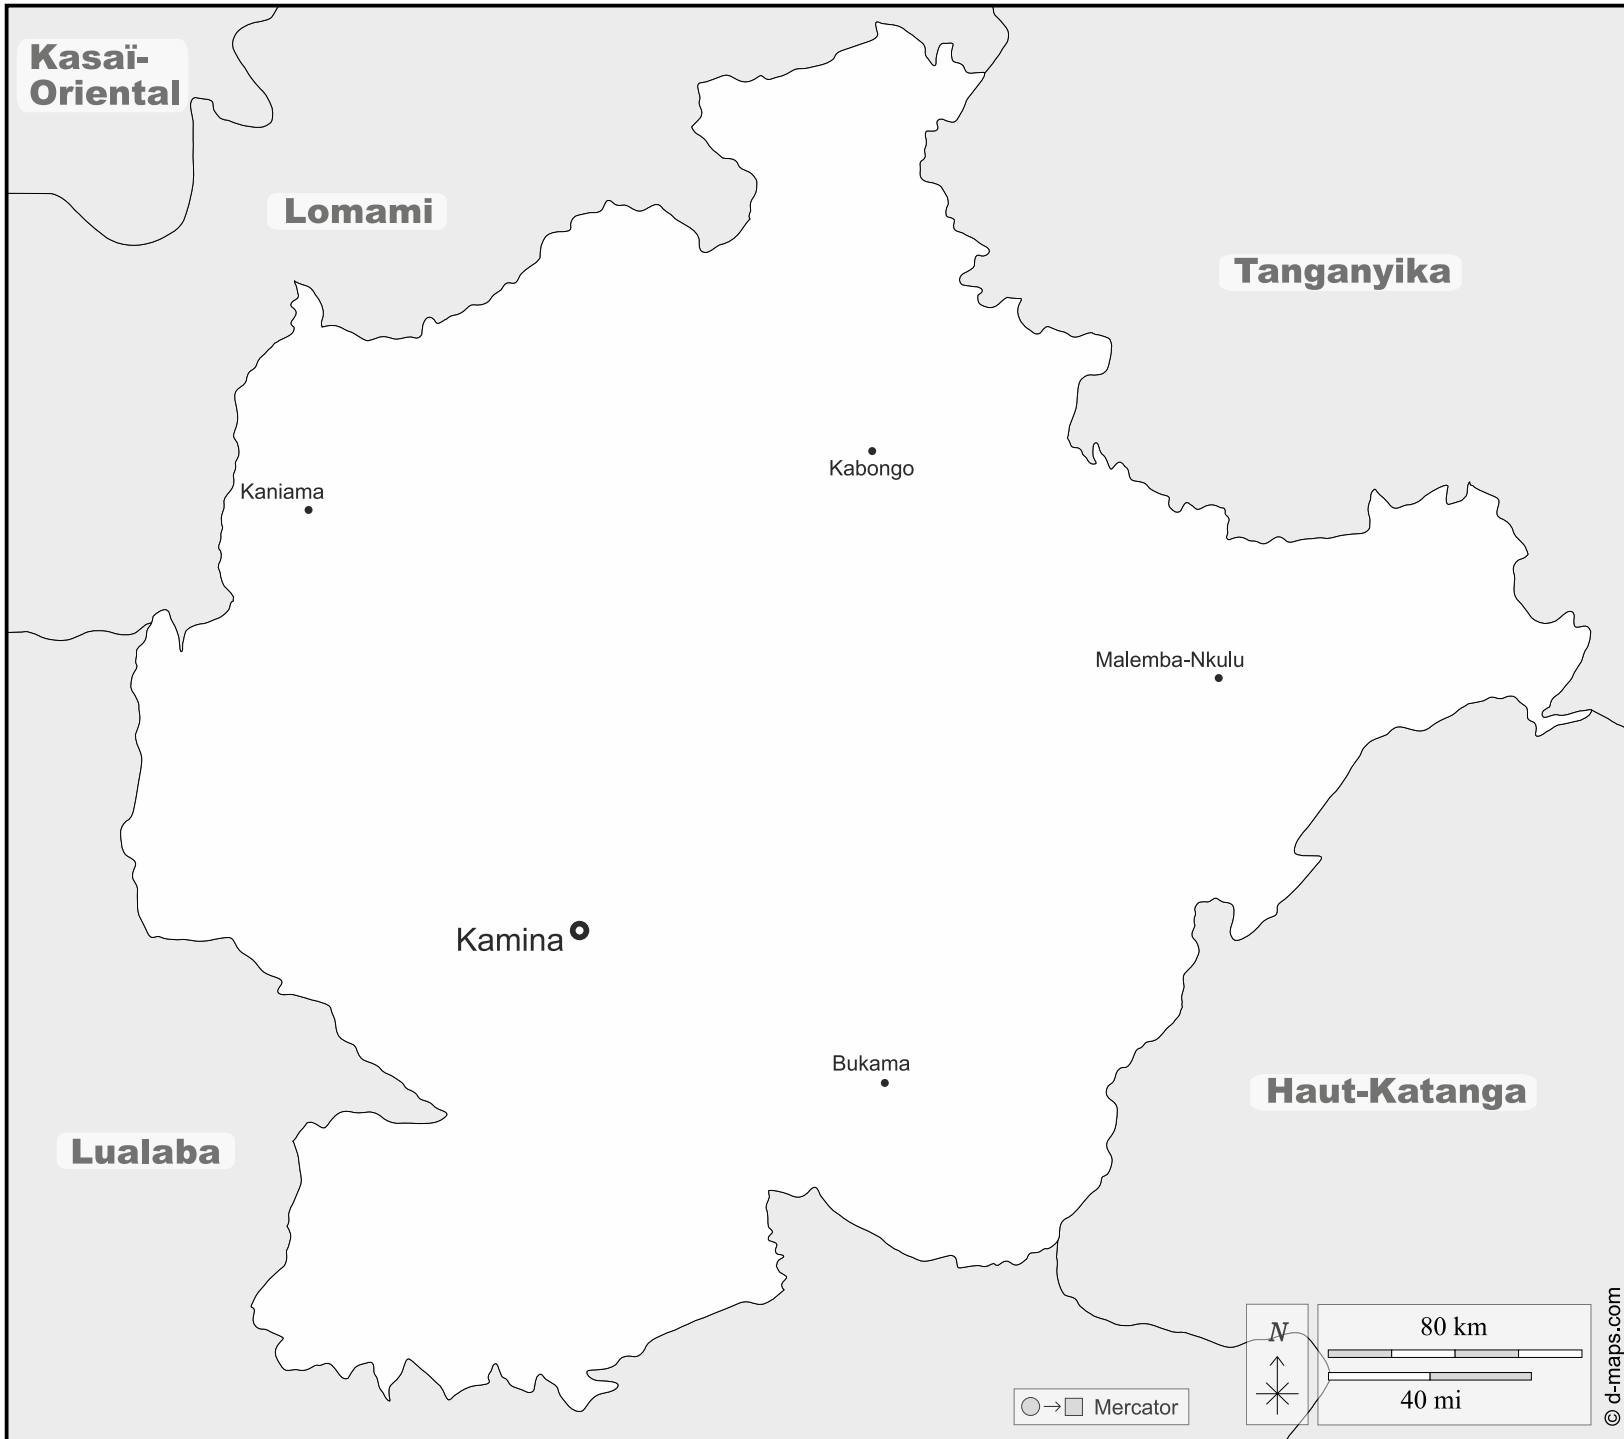 Kasaï-
Oriental
Lomami
Tanganyika
Kabongo
Kaniama
Malemba-Nkulu
Kamina
Bukama
Haut-Katanga
Lualaba
N
80 km
40 mi
Mercator
© d-maps.com